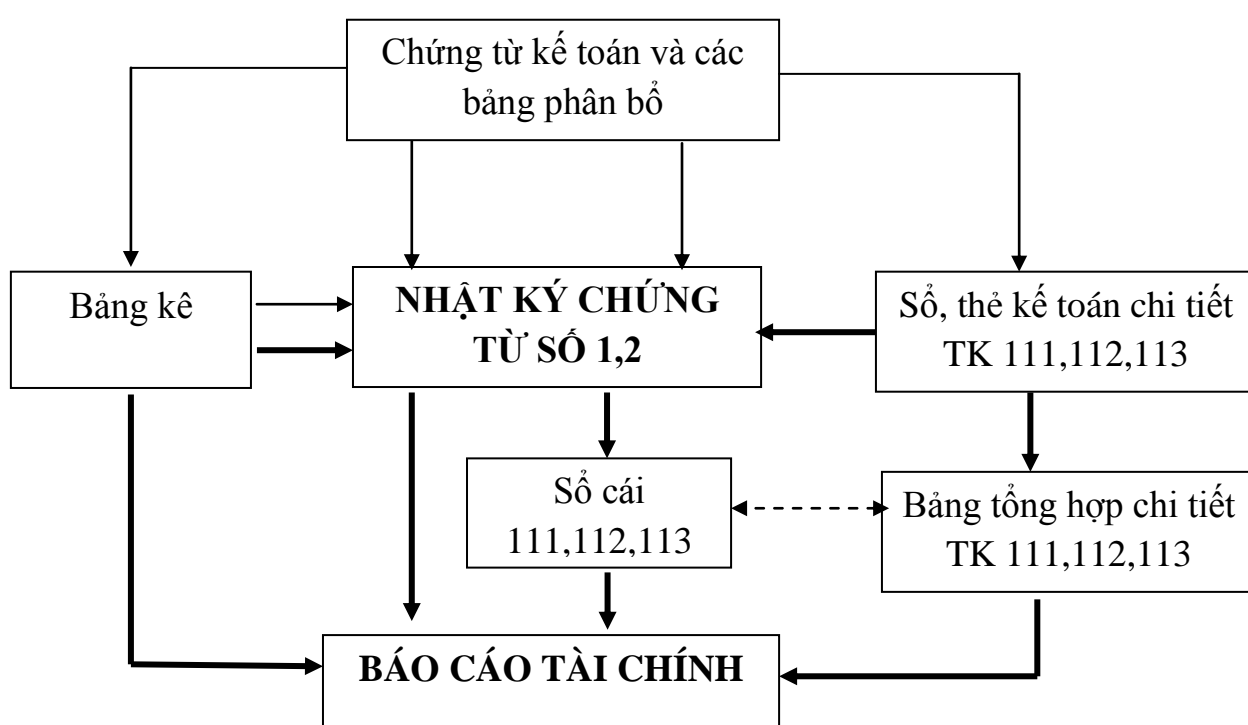 Chứng từ kế toán và các
bảng phân bổ
Bảng kê
NHẬT KÝ CHỨNG
TỪ SỐ 1,2
Sổ, thẻ kế toán chi tiết
TK 111,112,113
Sổ cái
111,112,113
Bảng tổng hợp chi tiết
TK 111,112,113
BÁO CÁO TÀI CHÍNH